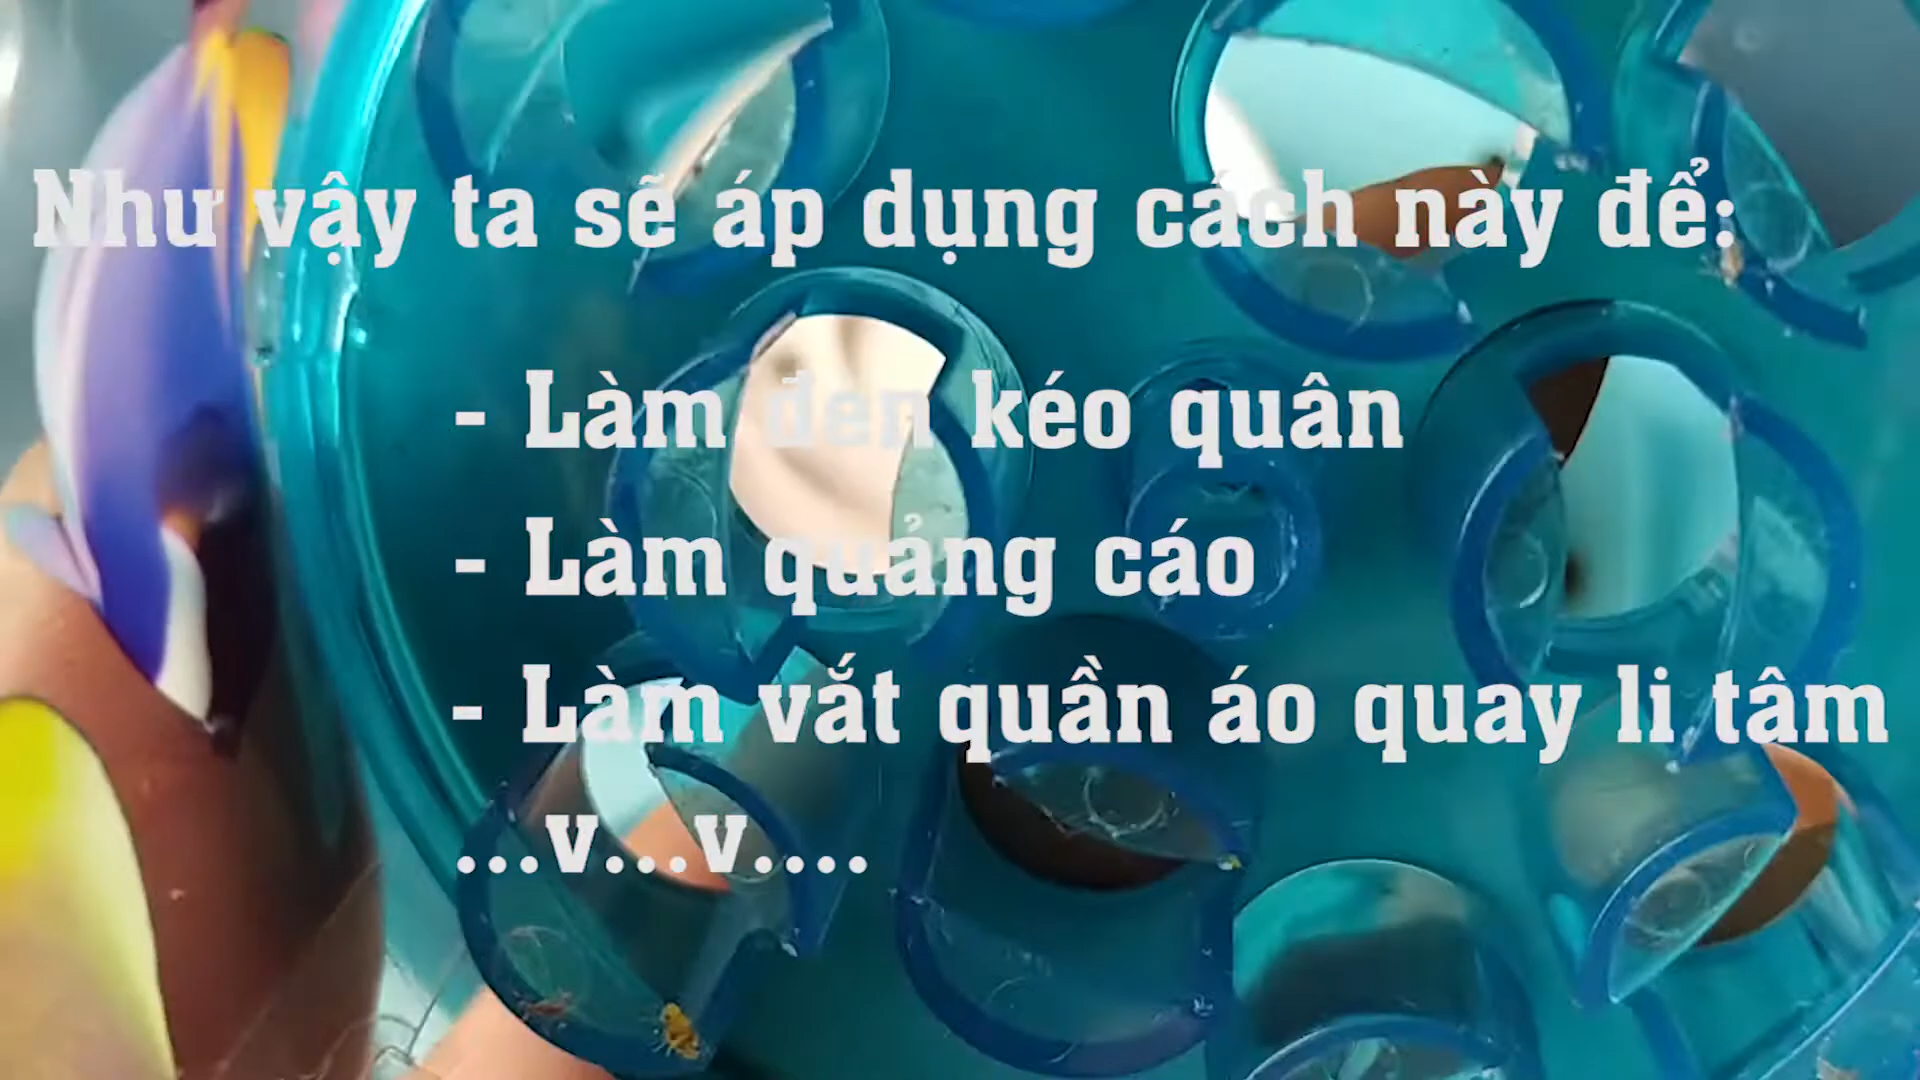 Như vậy ta sẽ áp dụng cách này để:
- Làm đen kéo quân
- Làm quảng cáo
- Làm vắt quần áo quay li tâm
...v...v....